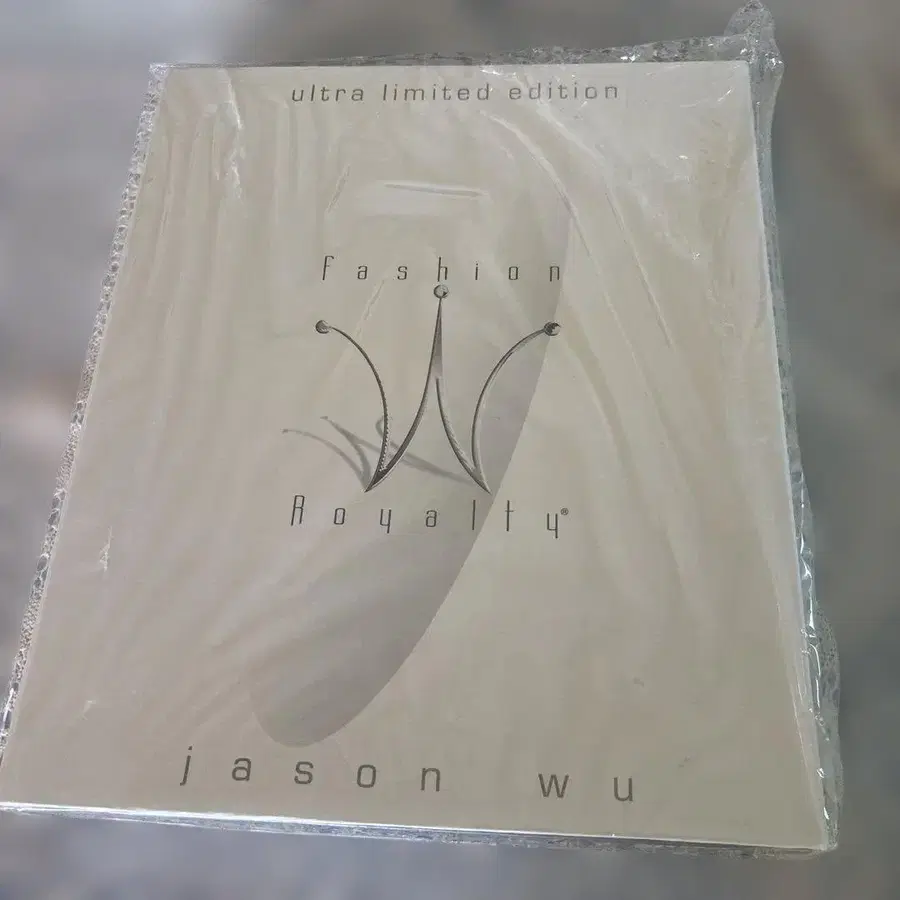 ultra limited edition
Fashion
Royalty®
jason wu